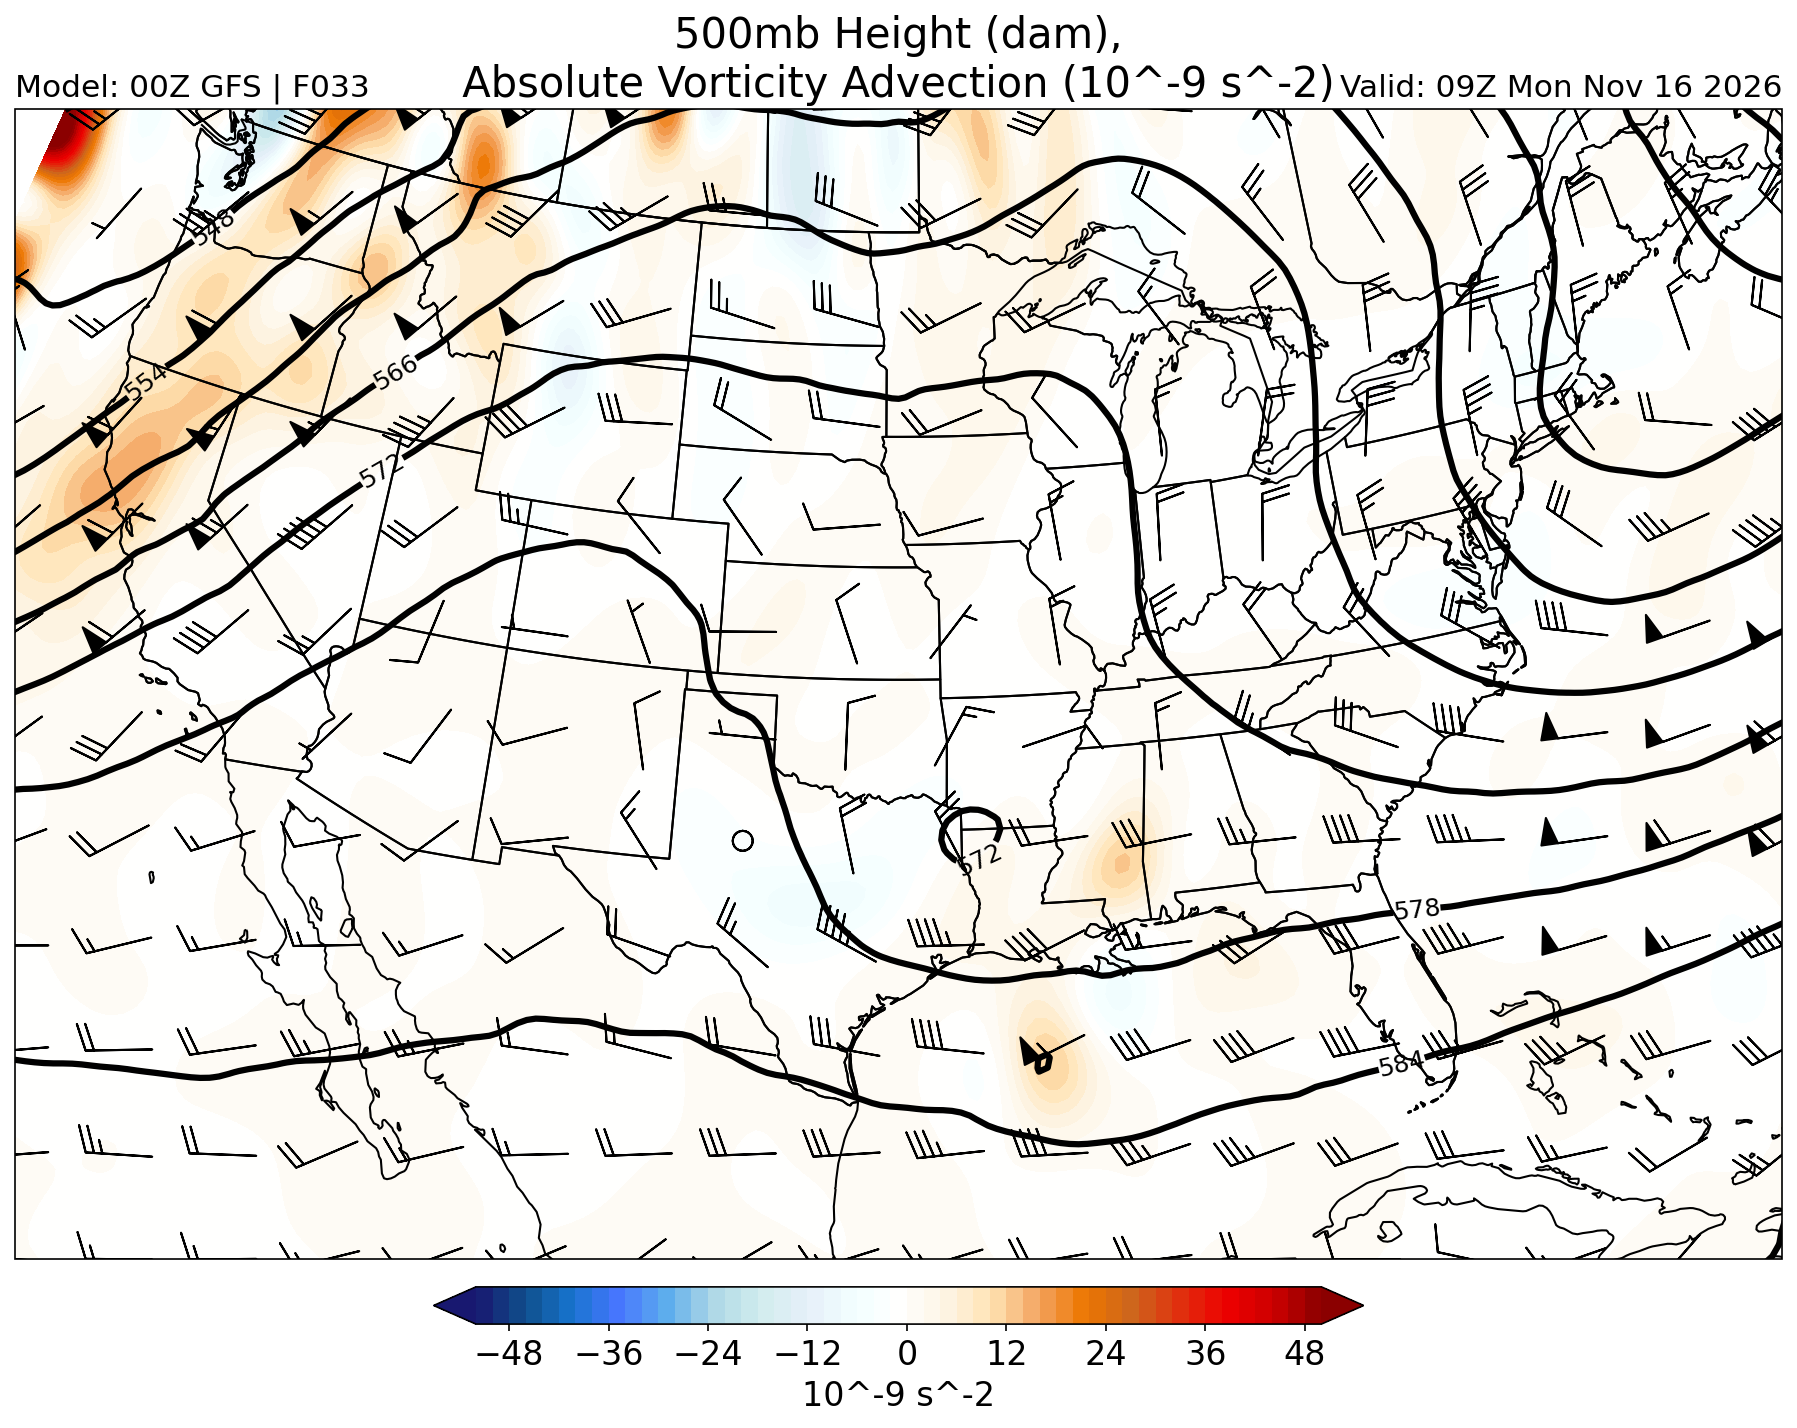 500mb Height (dam),
Model: 00Z GFS | F033
Absolute Vorticity Advection (10^-9 s^-2)
Valid: 09Z Mon Nov 16 2026
548
554
566
572
572
578
584
−48 −36 −24 −12 0 12 24 36 48
10^-9 s^-2